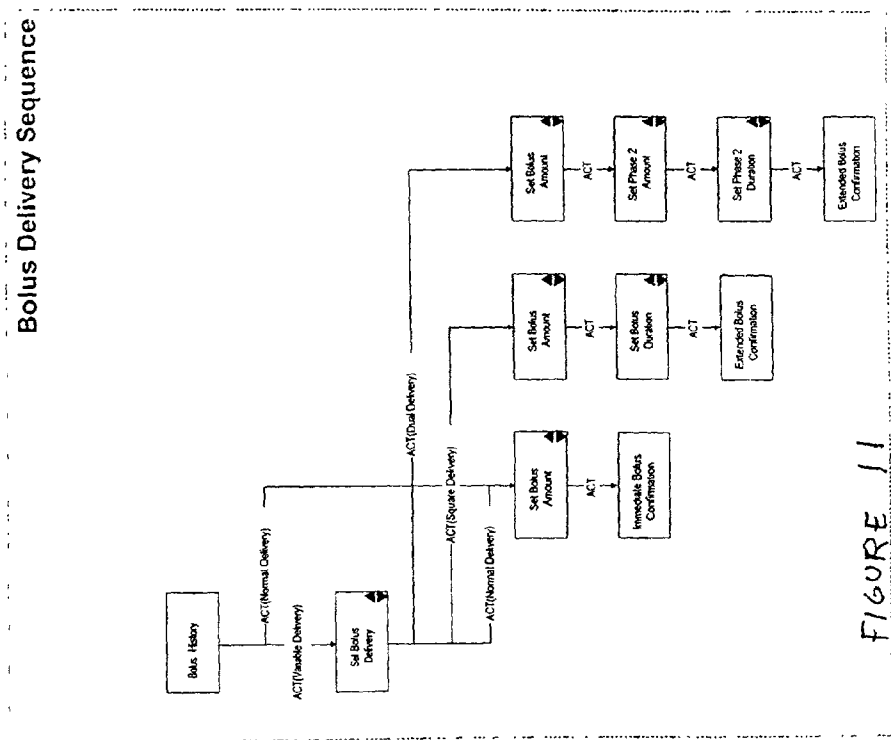 Bolus Delivery Sequence
Bolus History
ACT(Normal Delivery)
ACT(Variable Delivery)
Set Bolus
Delivery
ACT(Dual Delivery)
ACT(Square Delivery)
ACT(Normal Delivery)
Set Bolus
Amount
ACT
Immediate Bolus
Confirmation
Set Bolus
Amount
ACT
Set Bolus
Duration
ACT
Extended Bolus
Confirmation
Set Bolus
Amount
ACT
Set Phase 2
Amount
ACT
Set Phase 2
Duration
ACT
Extended Bolus
Confirmation
FIGURE 11